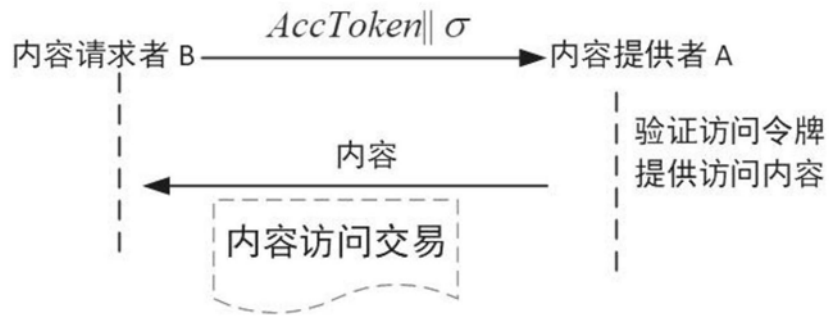 AccToken|| σ
内容请求者 B
内容提供者 A
验证访问令牌
提供访问内容
内容
内容访问交易